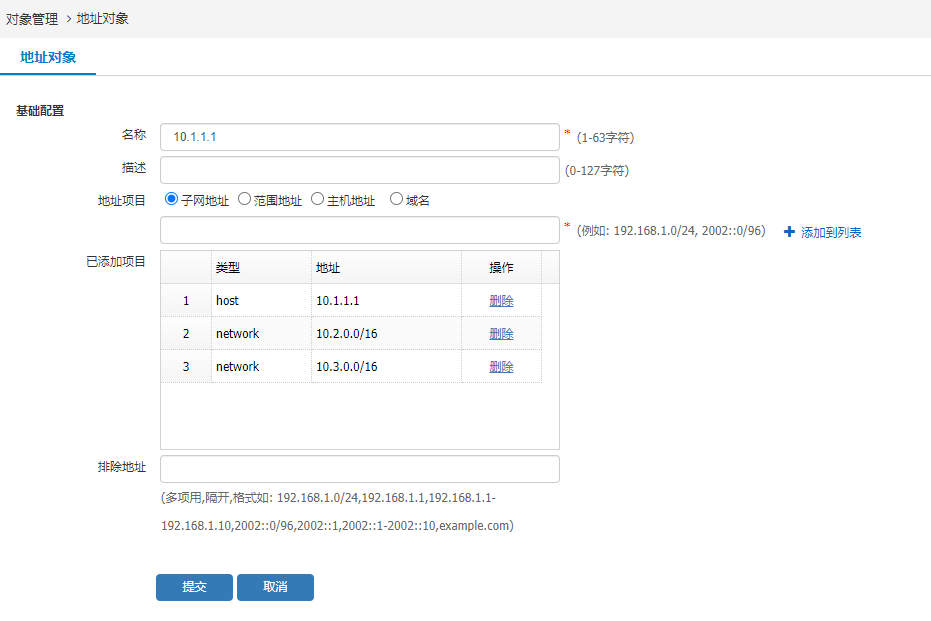 对象管理 > 地址对象
地址对象
基础配置
名称 10.1.1.1 * (1-63字符)
描述 (0-127字符)
地址项目 子网地址 范围地址 主机地址 域名
* (例如: 192.168.1.0/24, 2002::0/96) + 添加到列表
已添加项目 类型 地址 操作
1 host 10.1.1.1 删除
2 network 10.2.0.0/16 删除
3 network 10.3.0.0/16 删除
排除地址
(多项用,隔开,格式如: 192.168.1.0/24,192.168.1.1,192.168.1.1-
192.168.1.10,2002::0/96,2002::1,2002::1-2002::10,example.com)
提交 取消